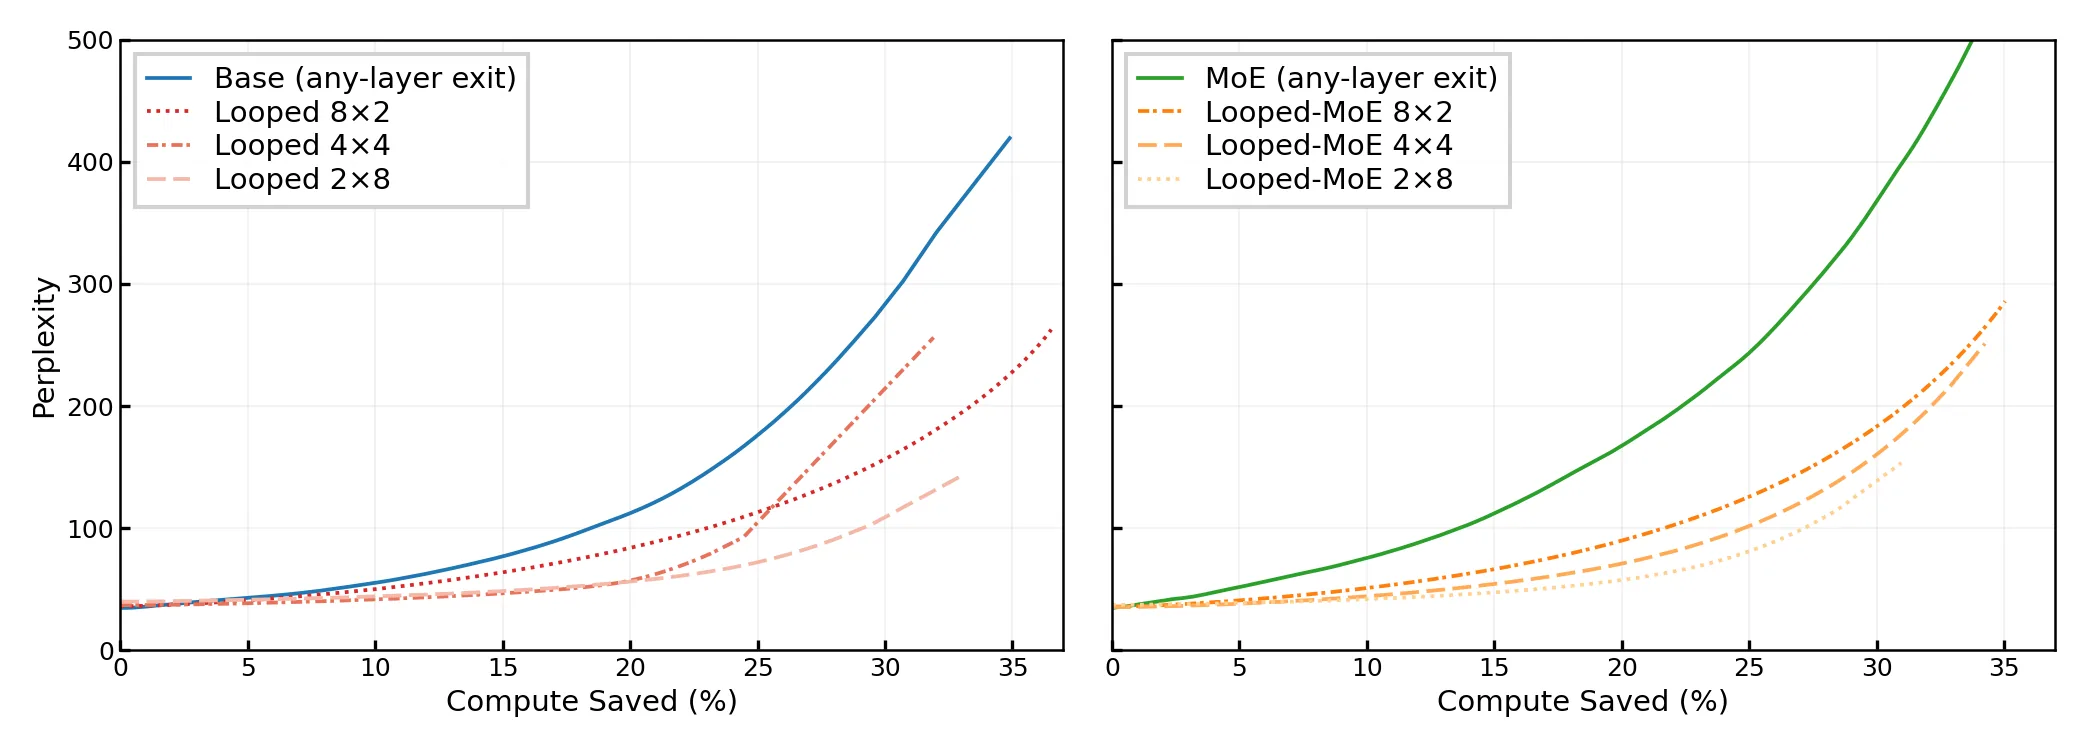 500
400
300
200
100
0
Perplexity
Base (any-layer exit)
Looped 8×2
Looped 4×4
Looped 2×8
0 5 10 15 20 25 30 35
Compute Saved (%)
MoE (any-layer exit)
Looped-MoE 8×2
Looped-MoE 4×4
Looped-MoE 2×8
0 5 10 15 20 25 30 35
Compute Saved (%)